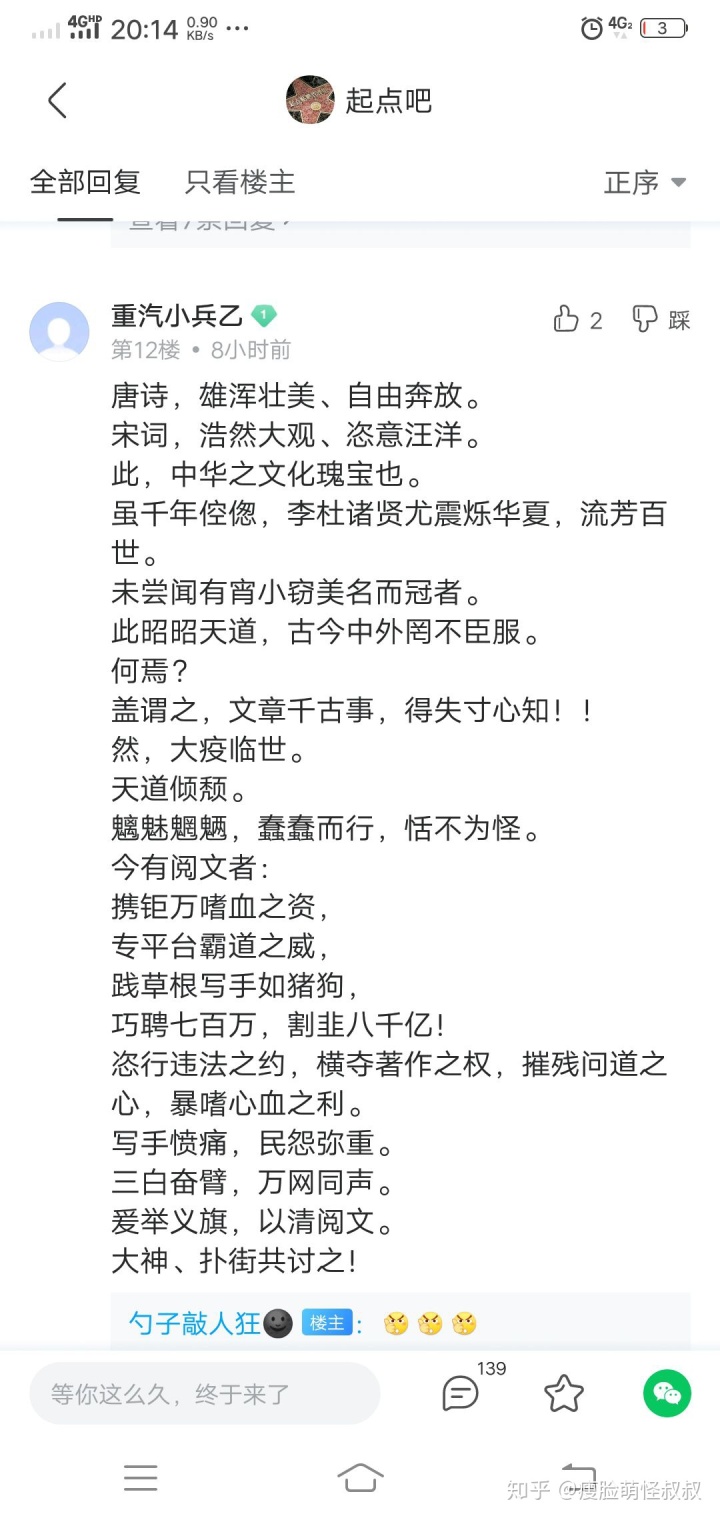 4GHD 20:14 0.90 KB/s ... 4G2 3
起点吧
全部回复 只看楼主 正序
查看7条回复
重汽小兵乙 1 2 踩
第12楼 • 8小时前
唐诗，雄浑壮美、自由奔放。
宋词，浩然大观、恣意汪洋。
此，中华之文化瑰宝也。
虽千年倥偬，李杜诸贤尤震烁华夏，流芳百
世。
未尝闻有宵小窃美名而冠者。
此昭昭天道，古今中外罔不臣服。
何焉？
盖谓之，文章千古事，得失寸心知！！
然，大疫临世。
天道倾颓。
魑魅魍魉，蠢蠢而行，恬不为怪。
今有阅文者：
携钜万嗜血之资，
专平台霸道之威，
践草根写手如猪狗，
巧聘七百万，割韭八千亿！
恣行违法之约，横夺著作之权，摧残问道之
心，暴嗜心血之利。
写手愤痛，民怨弥重。
三白奋臂，万网同声。
爰举义旗，以清阅文。
大神、扑街共讨之！
勺子敲人狂 楼主：
等你这么久，终于来了 139
知乎 @瘦脸萌怪叔叔